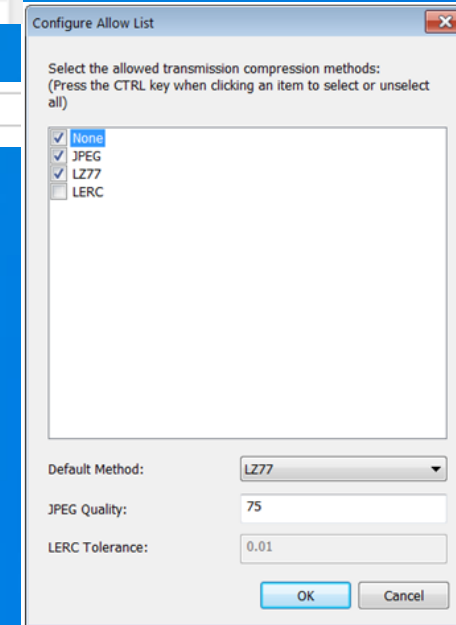 Configure Allow List
Select the allowed transmission compression methods:
(Press the CTRL key when clicking an item to select or unselect
all)
None
JPEG
LZ77
LERC
Default Method: LZ77
JPEG Quality: 75
LERC Tolerance: 0.01
OK Cancel